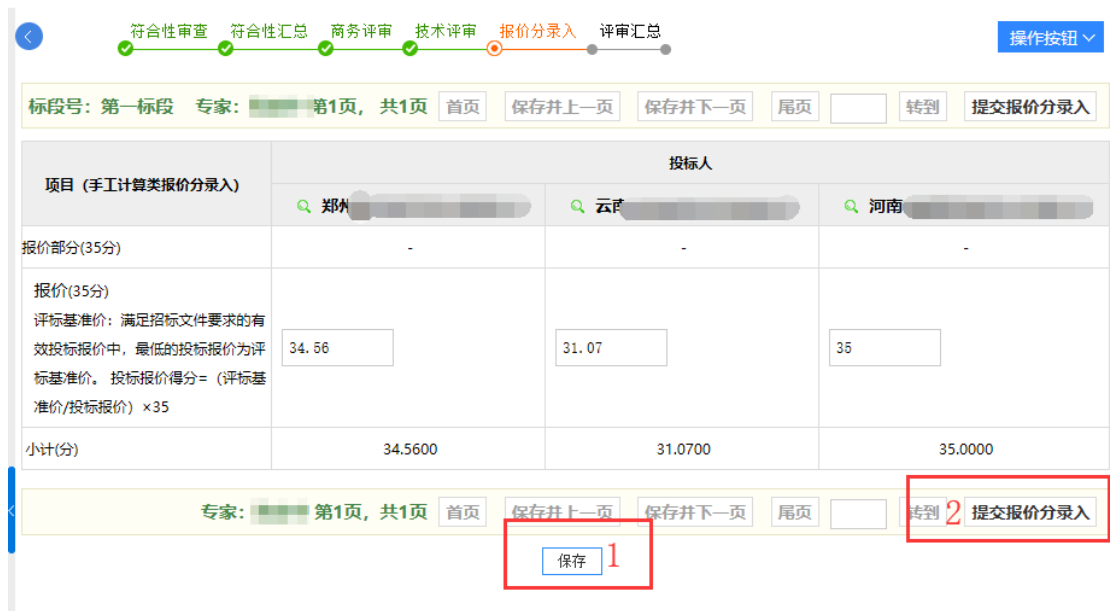 符合性审查 符合性汇总 商务评审 技术评审 报价分录入 评审汇总
操作按钮
标段号：第一标段 专家： 第1页，共1页 首页 保存并上一页 保存并下一页 尾页 转到 提交报价分录入
项目（手工计算类报价分录入）
投标人
郑州 云南 河南
报价部分(35分) - - -
报价(35分)
评标基准价：满足招标文件要求的有
效投标报价中，最低的投标报价为评
标基准价。 投标报价得分=（评标基
准价/投标报价）×35
34.56 31.07 35
小计(分) 34.5600 31.0700 35.0000
专家： 第1页，共1页 首页 保存并上一页 保存并下一页 尾页 转到 2 提交报价分录入
保存 1